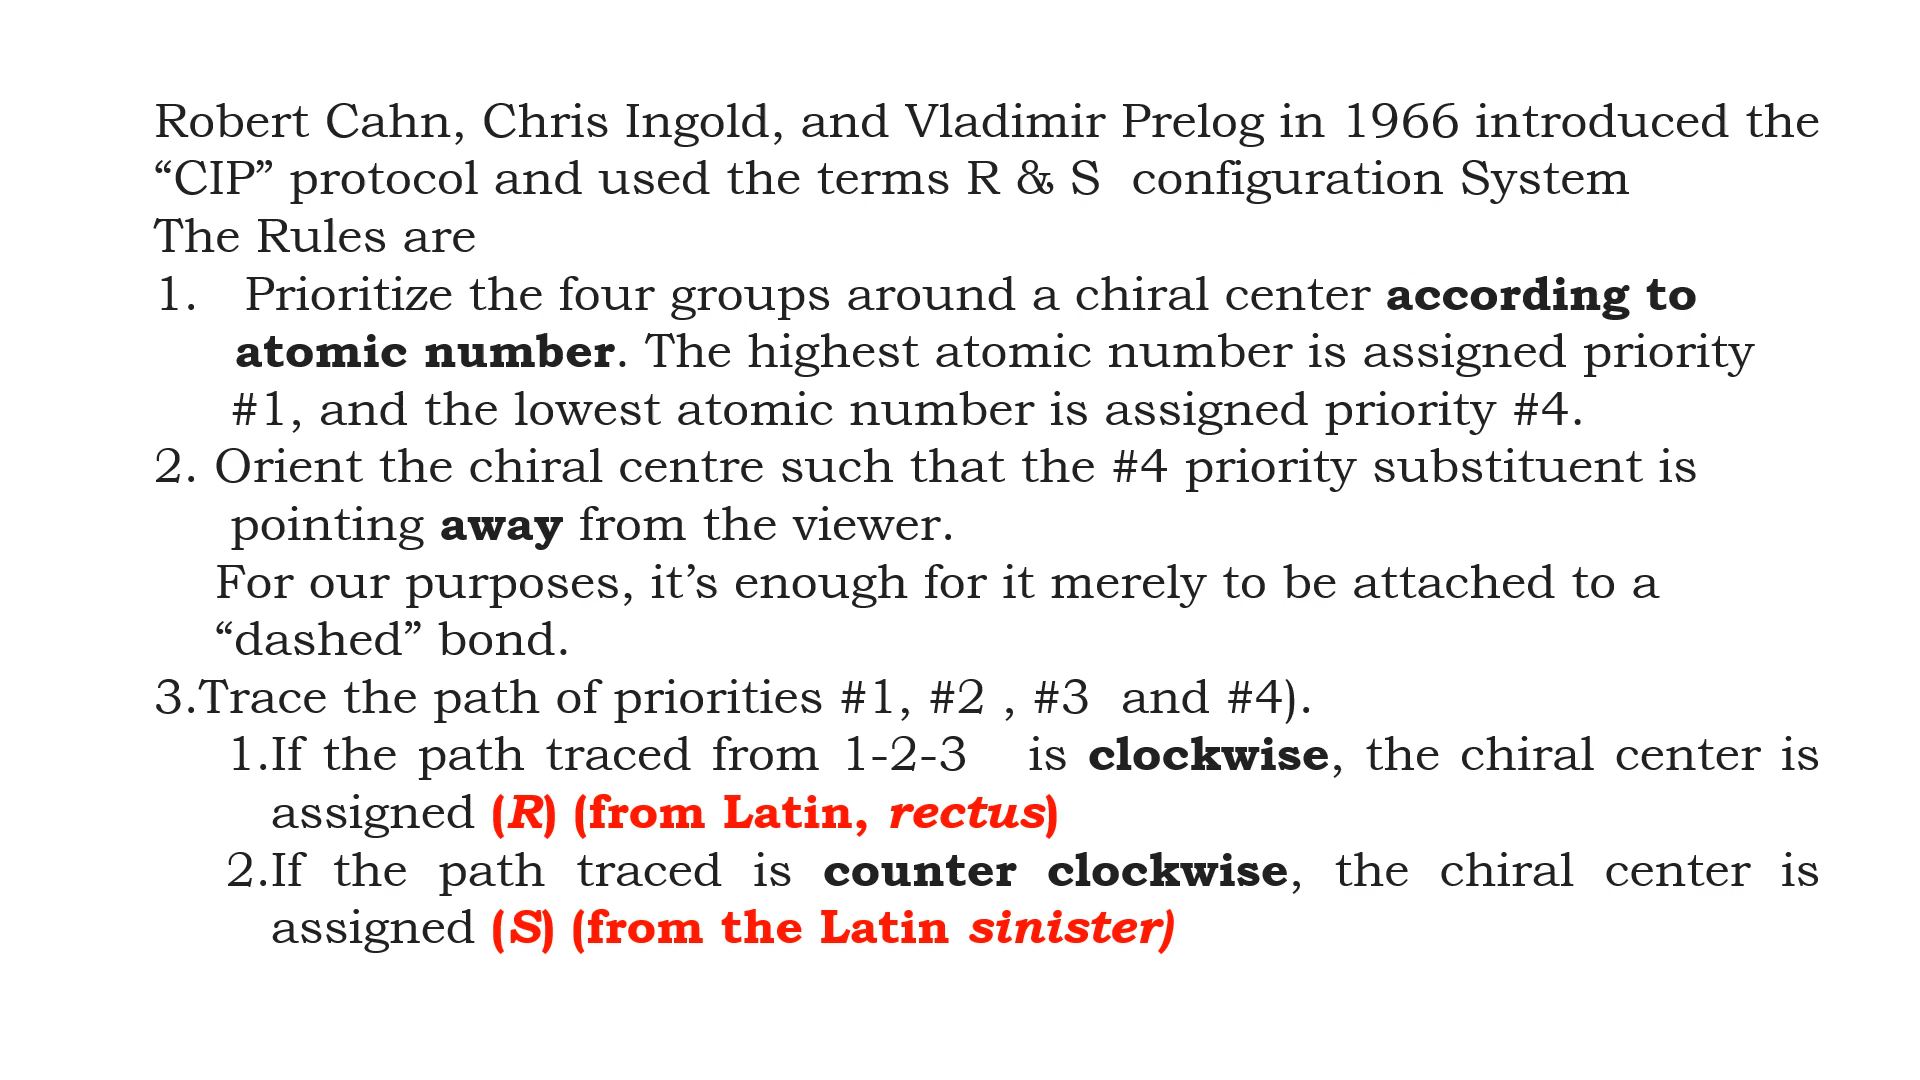 Robert Cahn, Chris Ingold, and Vladimir Prelog in 1966 introduced the
“CIP” protocol and used the terms R & S configuration System
The Rules are
1. Prioritize the four groups around a chiral center according to
atomic number. The highest atomic number is assigned priority
#1, and the lowest atomic number is assigned priority #4.
2. Orient the chiral centre such that the #4 priority substituent is
pointing away from the viewer.
For our purposes, it’s enough for it merely to be attached to a
“dashed” bond.
3.Trace the path of priorities #1, #2 , #3 and #4).
1.If the path traced from 1-2-3 is clockwise, the chiral center is
assigned (R) (from Latin, rectus)
2.If the path traced is counter clockwise, the chiral center is
assigned (S) (from the Latin sinister)